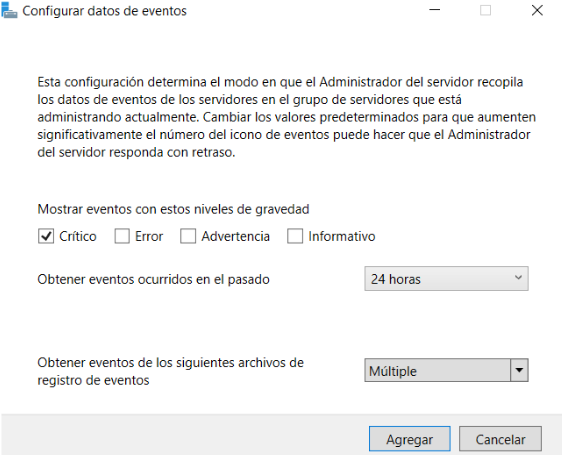 Configurar datos de eventos
Esta configuración determina el modo en que el Administrador del servidor recopila
los datos de eventos de los servidores en el grupo de servidores que está
administrando actualmente. Cambiar los valores predeterminados para que aumenten
significativamente el número del icono de eventos puede hacer que el Administrador
del servidor responda con retraso.
Mostrar eventos con estos niveles de gravedad
Crítico Error Advertencia Informativo
Obtener eventos ocurridos en el pasado 24 horas
Obtener eventos de los siguientes archivos de
registro de eventos Múltiple
Agregar Cancelar